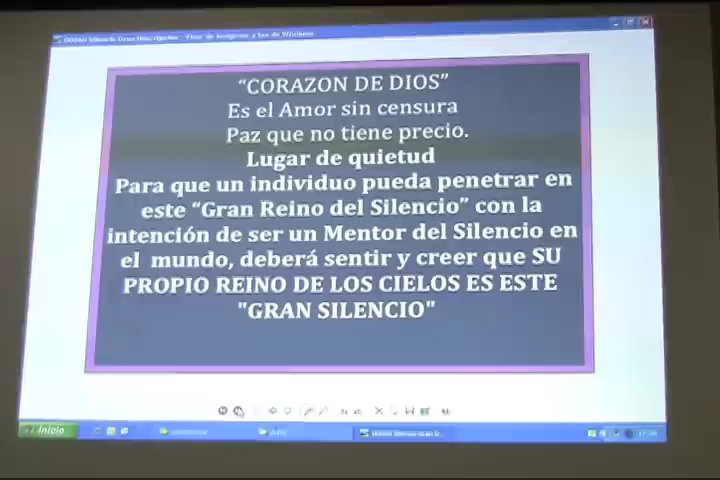 “CORAZON DE DIOS”
Es el Amor sin censura
Paz que no tiene precio.
Lugar de quietud
Para que un individuo pueda penetrar en
este “Gran Reino del Silencio” con la
intención de ser un Mentor del Silencio en
el mundo, deberá sentir y creer que SU
PROPIO REINO DE LOS CIELOS ES ESTE
"GRAN SILENCIO"
Inicio